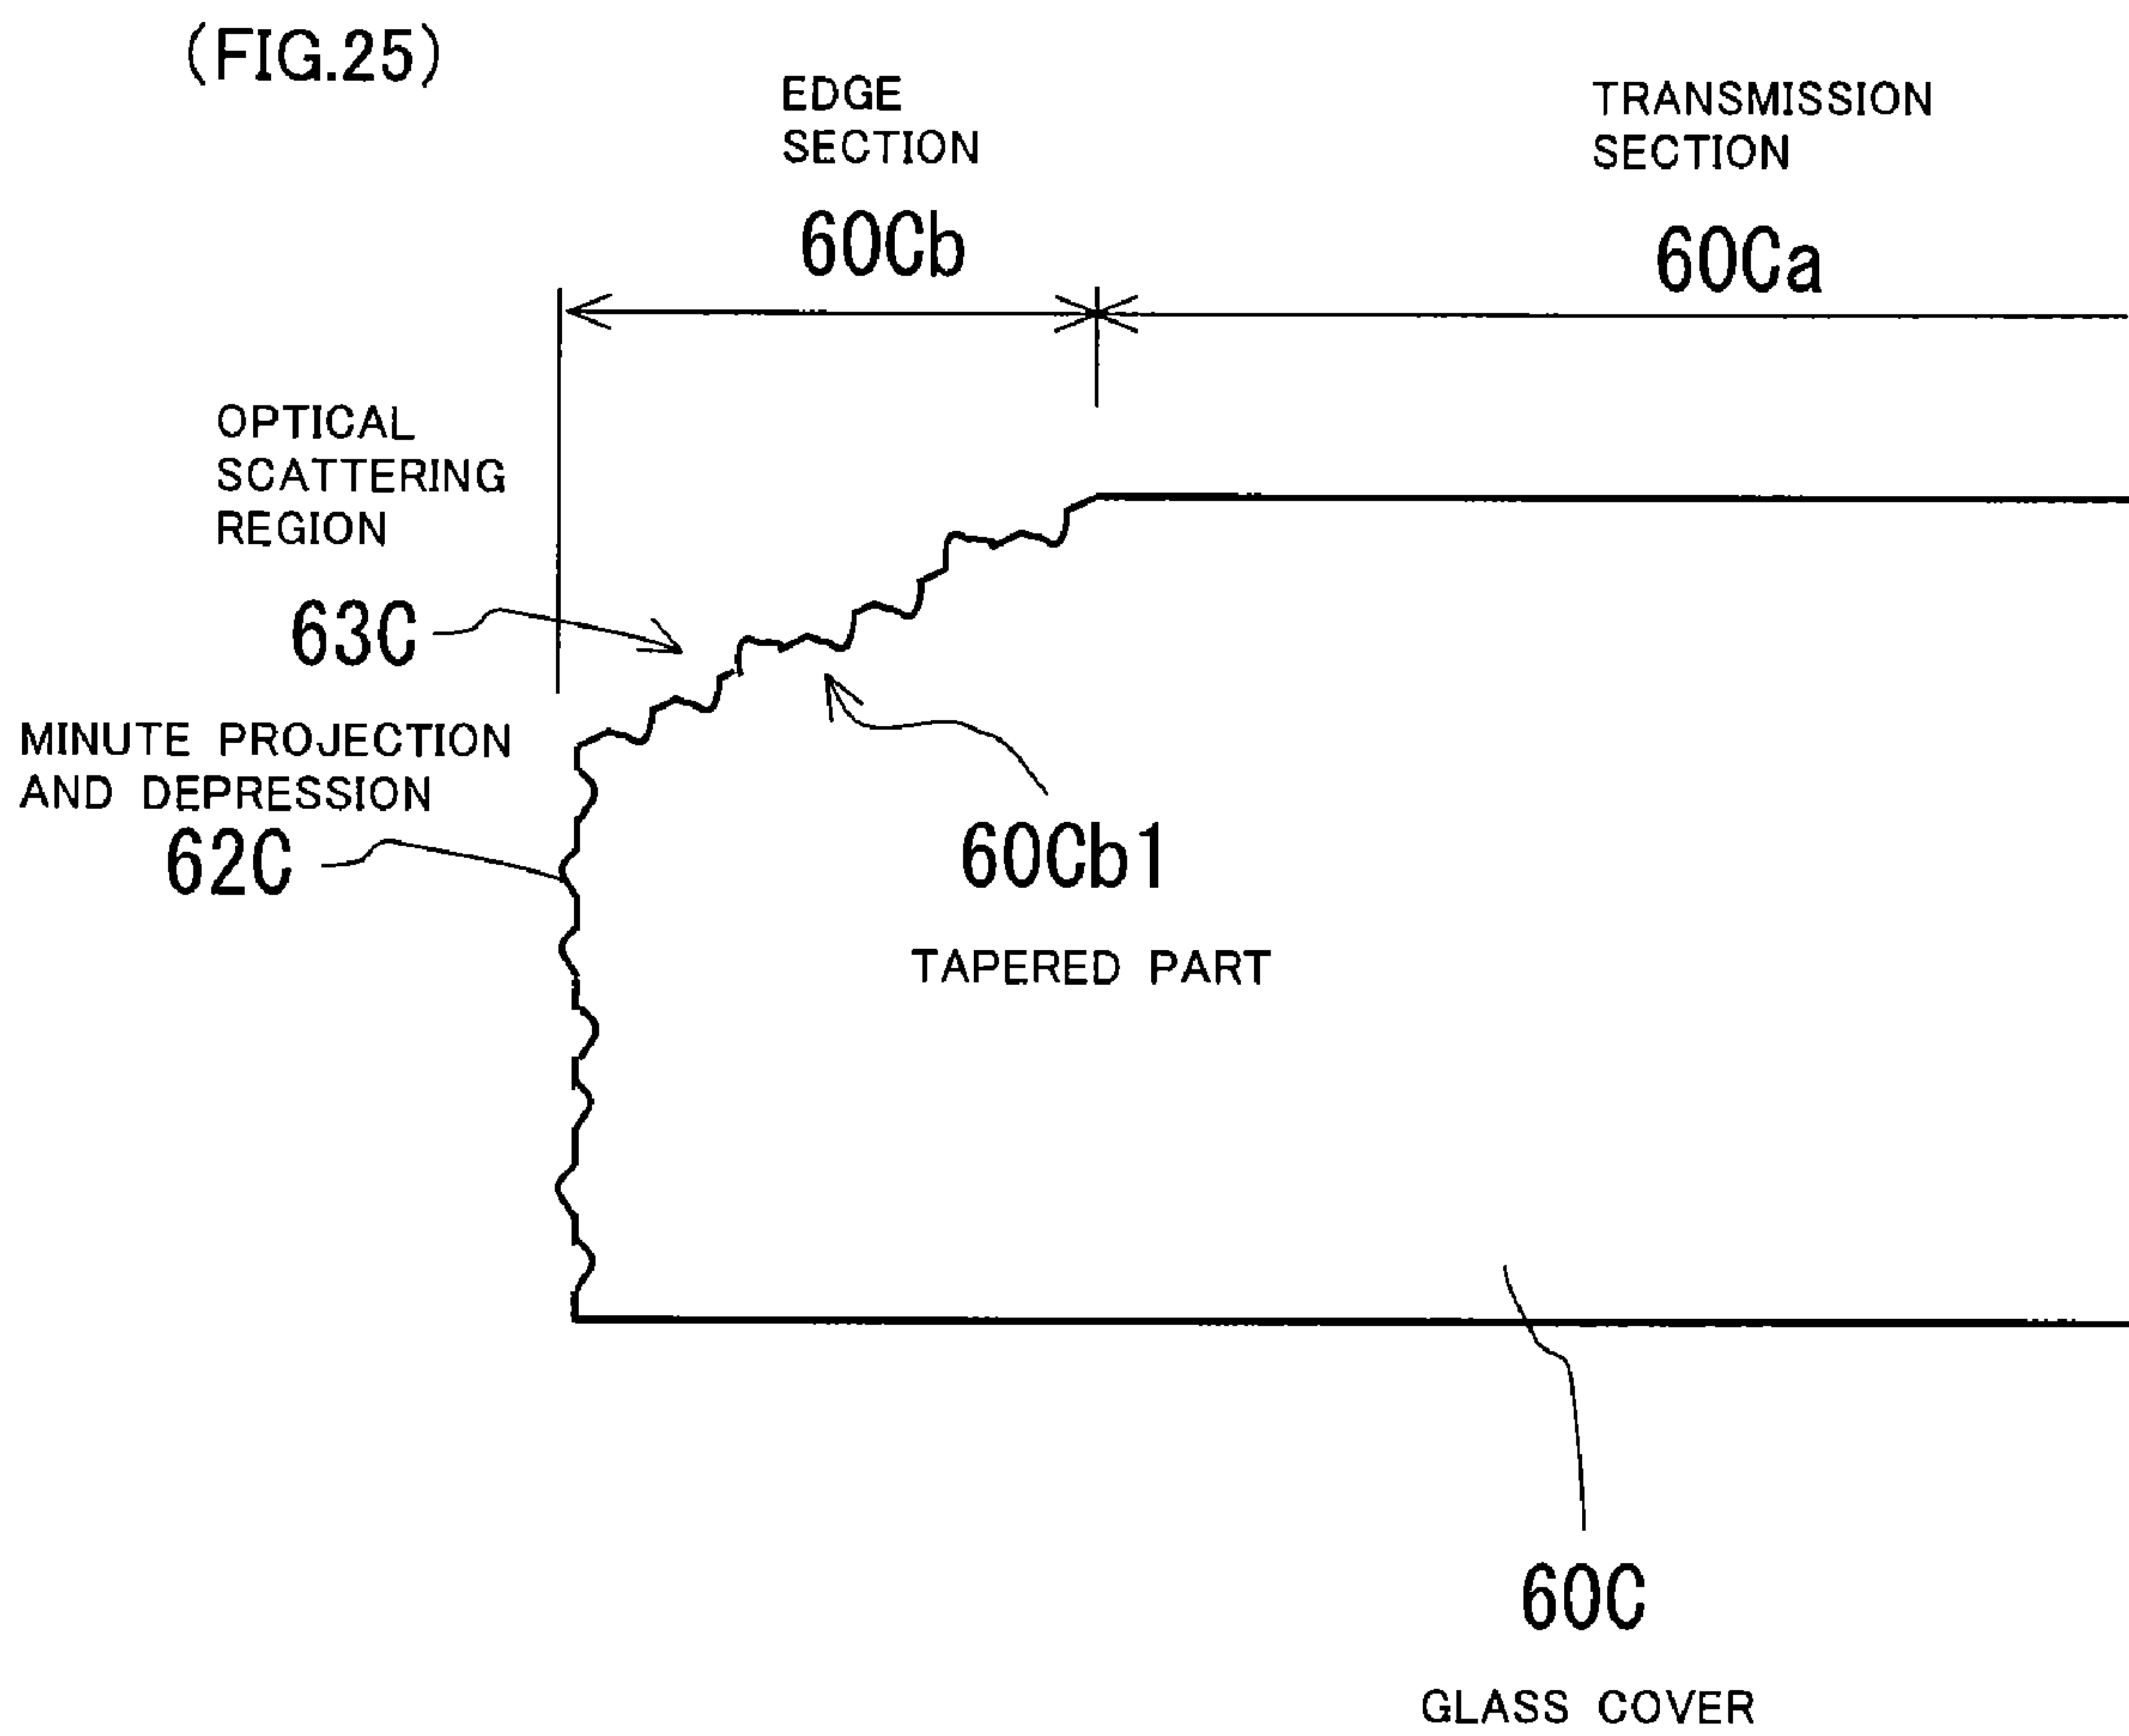 (FIG.25)
EDGE
SECTION
60Cb
TRANSMISSION
SECTION
60Ca
OPTICAL
SCATTERING
REGION
63C
MINUTE PROJECTION
AND DEPRESSION
62C
60Cb1
TAPERED PART
60C
GLASS COVER